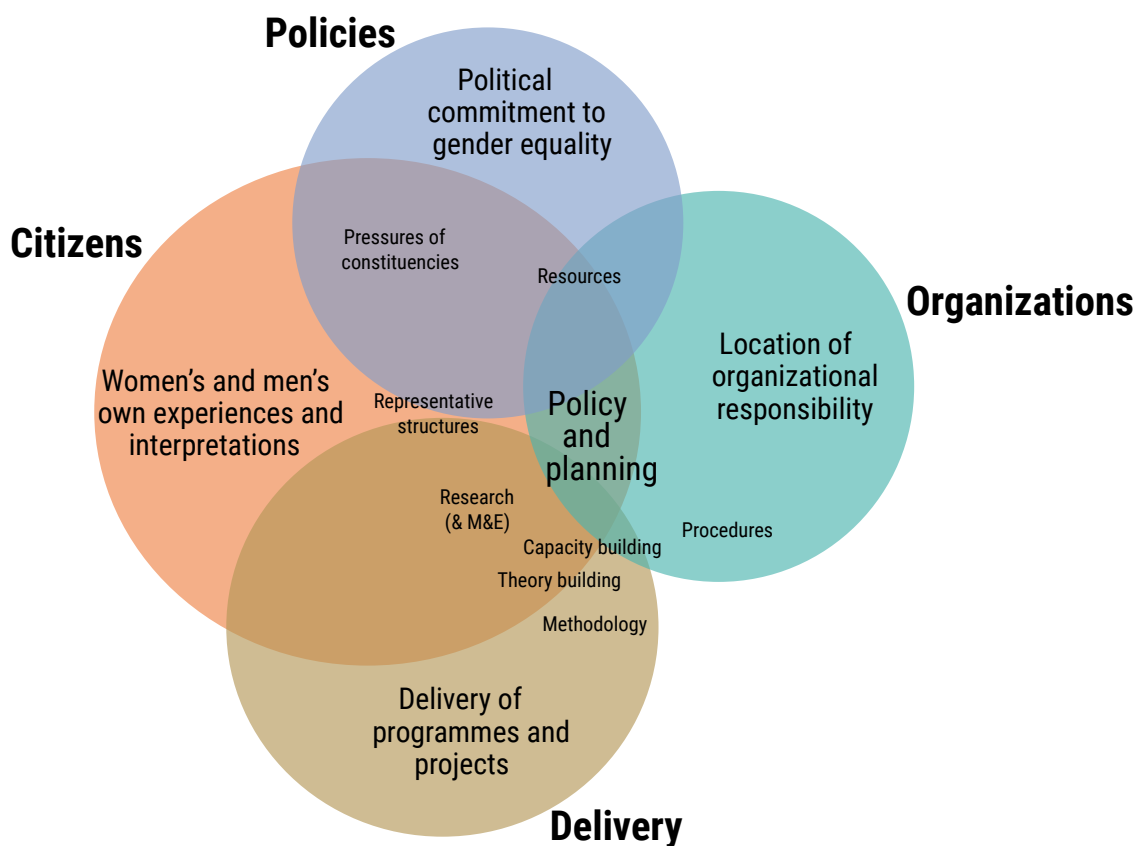 Policies
Political
commitment to
gender equality
Citizens
Pressures of
constituencies
Resources
Organizations
Location of
organizational
responsibility
Women’s and men’s
own experiences and
interpretations
Representative
structures
Policy
and
planning
Research
(& M&E)
Procedures
Capacity building
Theory building
Methodology
Delivery of
programmes and
projects
Delivery